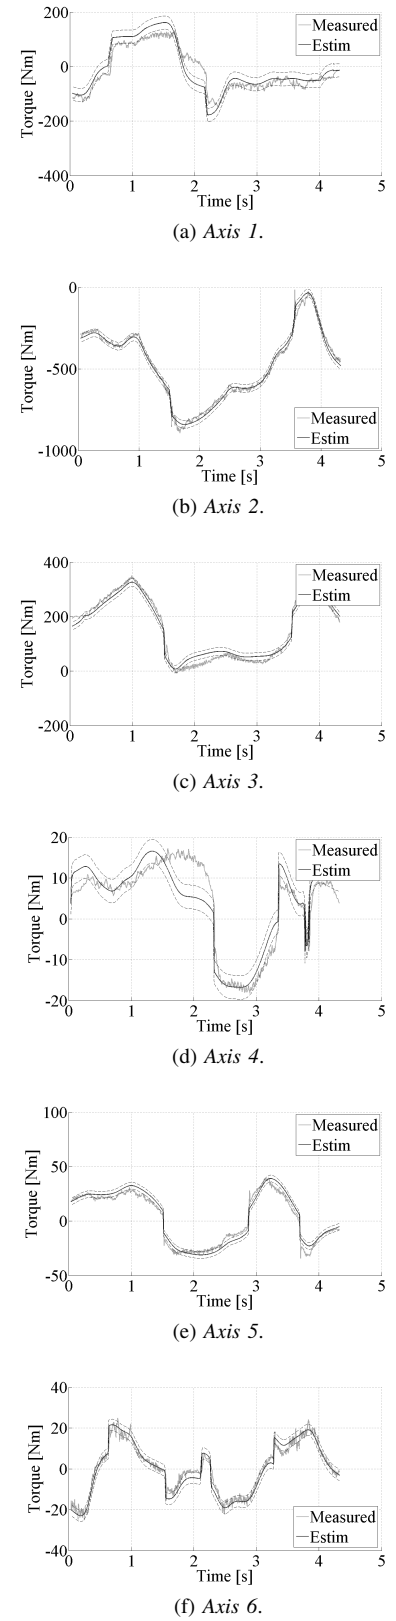 200
0
-200
-400
Torque [Nm]
Measured
Estim
0 1 2 3 4 5
Time [s]
(a) Axis 1.
0
-500
-1000
Torque [Nm]
Measured
Estim
0 1 2 3 4 5
Time [s]
(b) Axis 2.
400
200
0
-200
Torque [Nm]
Measured
Estim
0 1 2 3 4 5
Time [s]
(c) Axis 3.
20
10
0
-10
-20
Torque [Nm]
Measured
Estim
0 1 2 3 4 5
Time [s]
(d) Axis 4.
100
50
0
-50
Torque [Nm]
Measured
Estim
0 1 2 3 4 5
Time [s]
(e) Axis 5.
40
20
0
-20
-40
Torque [Nm]
Measured
Estim
0 1 2 3 4 5
Time [s]
(f) Axis 6.